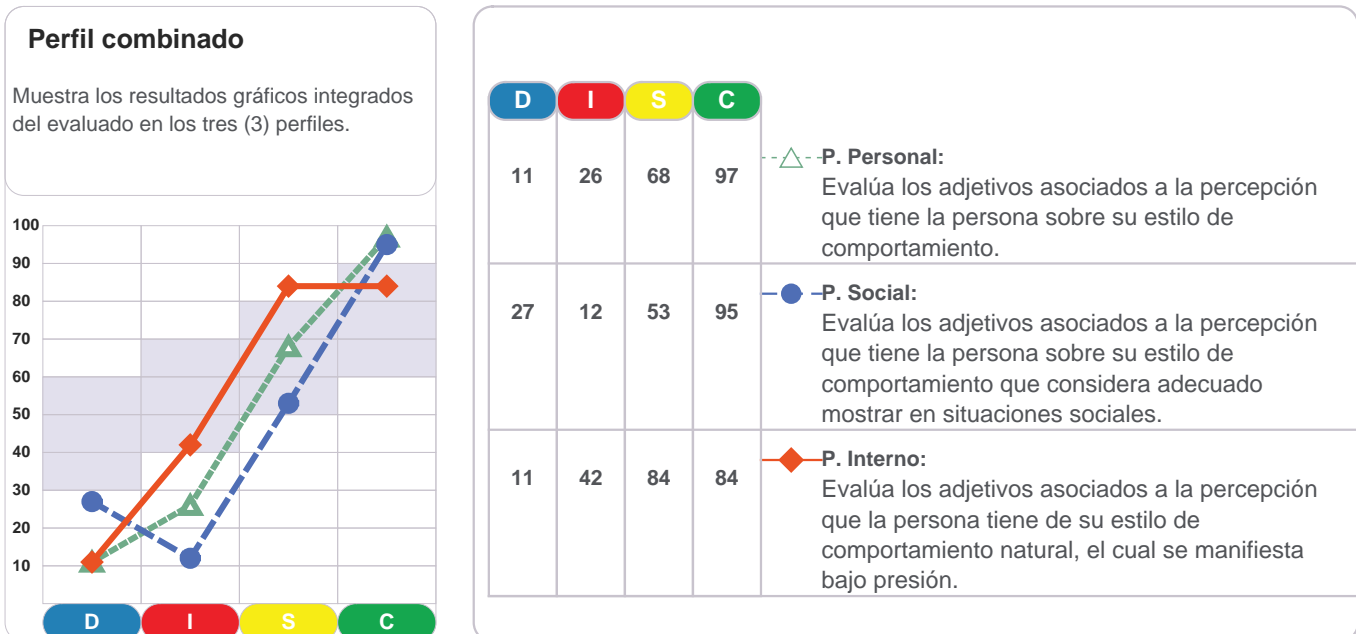 Perfil combinado
Muestra los resultados gráficos integrados
del evaluado en los tres (3) perfiles.
100
90
80
70
60
50
40
30
20
10
D I S C
D I S C
11 26 68 97
P. Personal:
Evalúa los adjetivos asociados a la percepción
que tiene la persona sobre su estilo de
comportamiento.
27 12 53 95
P. Social:
Evalúa los adjetivos asociados a la percepción
que tiene la persona sobre su estilo de
comportamiento que considera adecuado
mostrar en situaciones sociales.
11 42 84 84
P. Interno:
Evalúa los adjetivos asociados a la percepción
que la persona tiene de su estilo de
comportamiento natural, el cual se manifiesta
bajo presión.